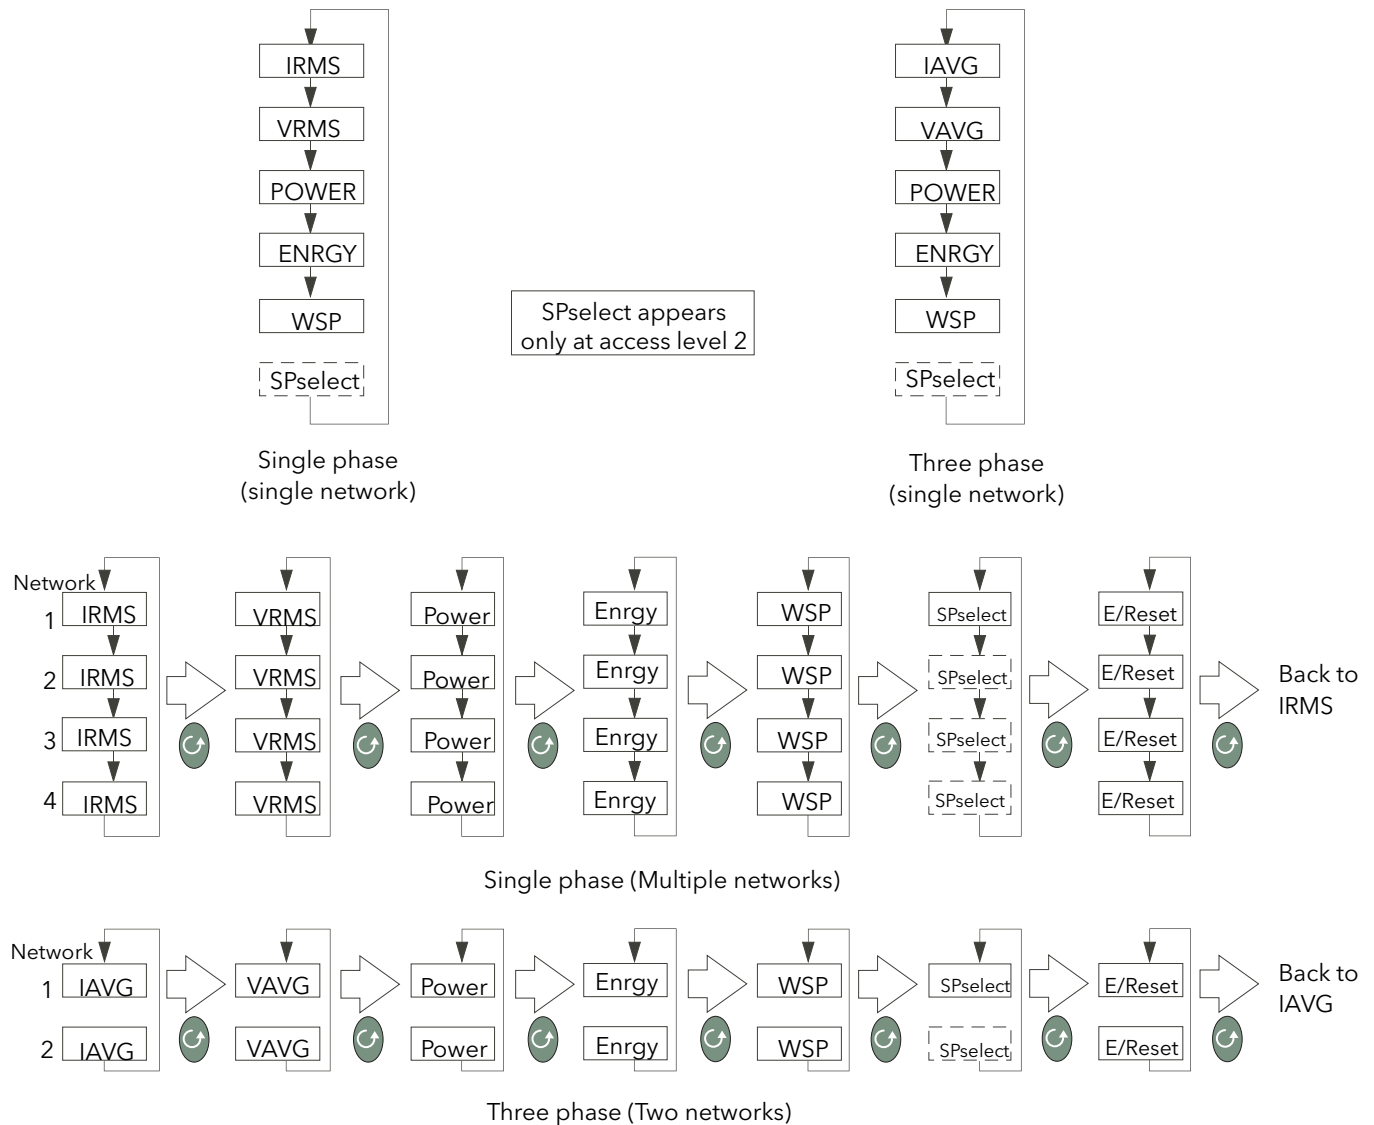 IRMS
VRMS
POWER
ENRGY
WSP
SPselect
Single phase
(single network)
SPselect appears
only at access level 2
IAVG
VAVG
POWER
ENRGY
WSP
SPselect
Three phase
(single network)
Network
1 IRMS VRMS Power Enrgy WSP SPselect E/Reset
2 IRMS VRMS Power Enrgy WSP SPselect E/Reset
3 IRMS VRMS Power Enrgy WSP SPselect E/Reset
4 IRMS VRMS Power Enrgy WSP SPselect E/Reset
Back to
IRMS
Single phase (Multiple networks)
Network
1 IAVG VAVG Power Enrgy WSP SPselect E/Reset
2 IAVG VAVG Power Enrgy WSP SPselect E/Reset
Back to
IAVG
Three phase (Two networks)